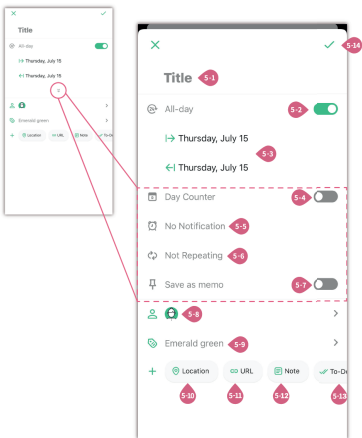 Title
All-day
Thursday, July 15
Thursday, July 15
Emerald green
Location
URL
Note
To-Do
5-14
Title
5-1
All-day
5-2
Thursday, July 15
5-3
Thursday, July 15
Day Counter
5-4
No Notification
5-5
Not Repeating
5-6
Save as memo
5-7
5-8
Emerald green
5-9
Location
URL
Note
To-Do
5-10
5-11
5-12
5-13